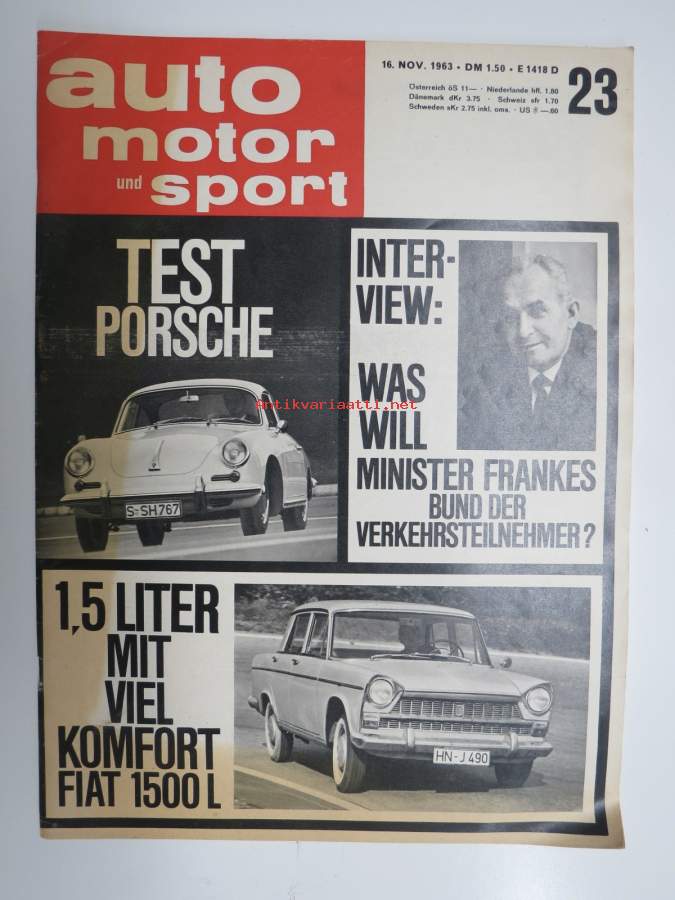 auto
motor
und sport
16. NOV. 1963 • DM 1.50 • E 1418 D
Österreich öS 11— · Niederlande hfl. 1.80
Dänemark dKr 3.75 · Schweiz sfr 1.70
Schweden sKr 2.75 inkl. oms. · US $ —.60
23
TEST
PORSCHE
S-SH767
INTER-
VIEW:
WAS
WILL
MINISTER FRANKES
BUND DER
VERKEHRSTEILNEHMER?
antikvariaatti.net
1,5 LITER
MIT
VIEL
KOMFORT
FIAT 1500 L
HN-J 490